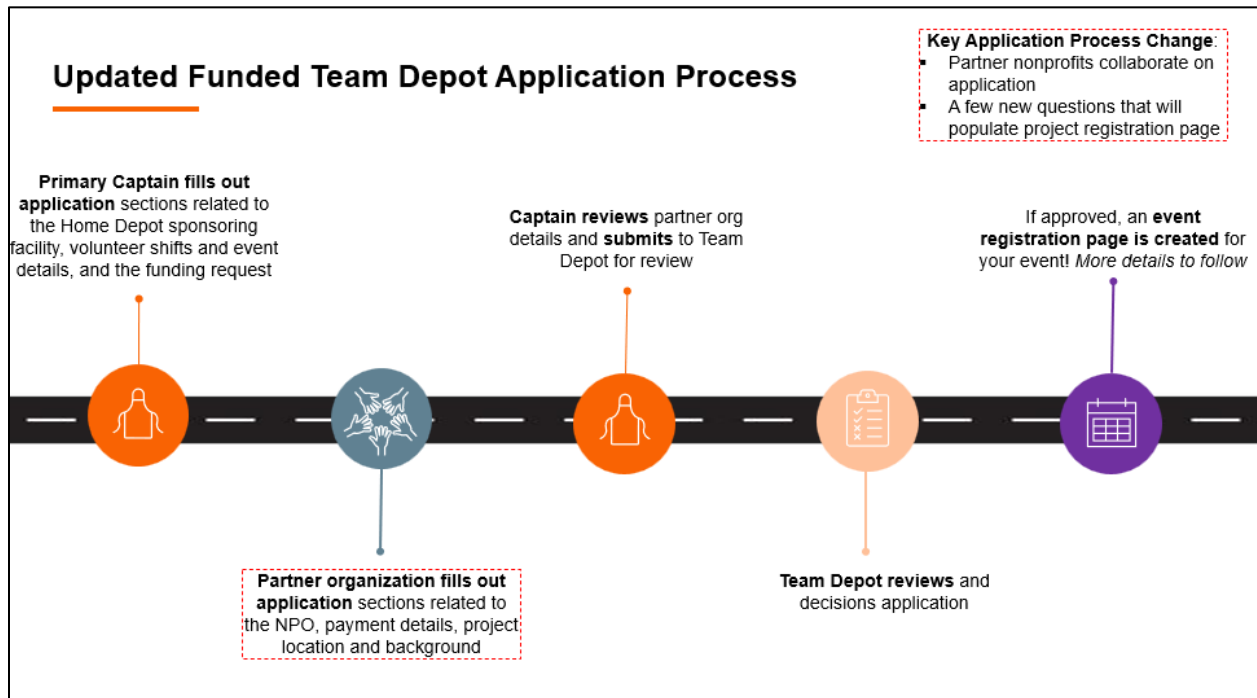 Updated Funded Team Depot Application Process
Key Application Process Change:
▪ Partner nonprofits collaborate on
application
▪ A few new questions that will
populate project registration page
Primary Captain fills out
application sections related to
the Home Depot sponsoring
facility, volunteer shifts and event
details, and the funding request
Partner organization fills out
application sections related to
the NPO, payment details, project
location and background
Captain reviews partner org
details and submits to Team
Depot for review
Team Depot reviews and
decisions application
If approved, an event
registration page is created for
your event! More details to follow